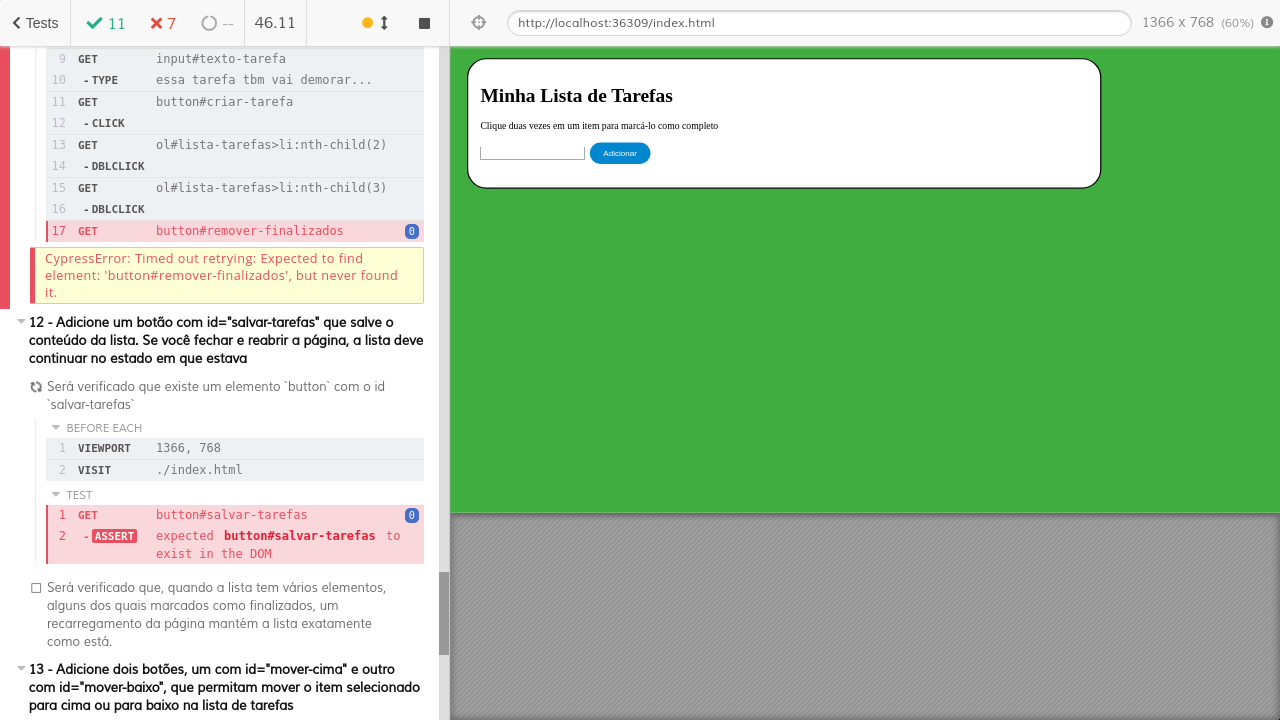 Tests 11 7 -- 46.11 http://localhost:36309/index.html 1366 x 768 (60%)
9 GET input#texto-tarefa
10 -TYPE essa tarefa tbm vai demorar...
11 GET button#criar-tarefa
12 -CLICK
13 GET ol#lista-tarefas>li:nth-child(2)
14 -DBLCLICK
15 GET ol#lista-tarefas>li:nth-child(3)
16 -DBLCLICK
17 GET button#remover-finalizados 0
CypressError: Timed out retrying: Expected to find
element: 'button#remover-finalizados', but never found
it.
12 - Adicione um botão com id="salvar-tarefas" que salve o
conteúdo da lista. Se você fechar e reabrir a página, a lista deve
continuar no estado em que estava
Será verificado que existe um elemento `button` com o id
`salvar-tarefas`
BEFORE EACH
1 VIEWPORT 1366, 768
2 VISIT ./index.html
TEST
1 GET button#salvar-tarefas 0
2 -ASSERT expected button#salvar-tarefas to
exist in the DOM
Será verificado que, quando a lista tem vários elementos,
alguns dos quais marcados como finalizados, um
recarregamento da página mantém a lista exatamente
como está.
13 - Adicione dois botões, um com id="mover-cima" e outro
com id="mover-baixo", que permitam mover o item selecionado
para cima ou para baixo na lista de tarefas
Minha Lista de Tarefas
Clique duas vezes em um item para marcá-lo como completo
Adicionar